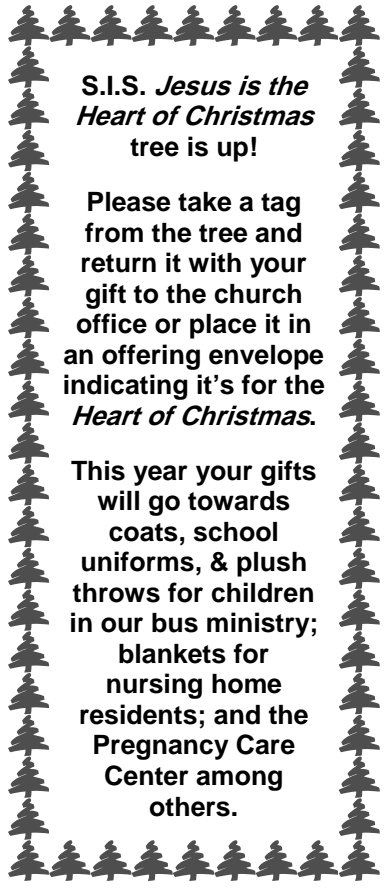 S.I.S. Jesus is the
Heart of Christmas
tree is up!
Please take a tag
from the tree and
return it with your
gift to the church
office or place it in
an offering envelope
indicating it's for the
Heart of Christmas.
This year your gifts
will go towards
coats, school
uniforms, & plush
throws for children
in our bus ministry;
blankets for
nursing home
residents; and the
Pregnancy Care
Center among
others.